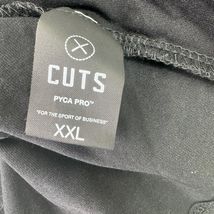 CUTS
PYCA PRO™
"FOR THE SPORT OF BUSINESS"
XXL